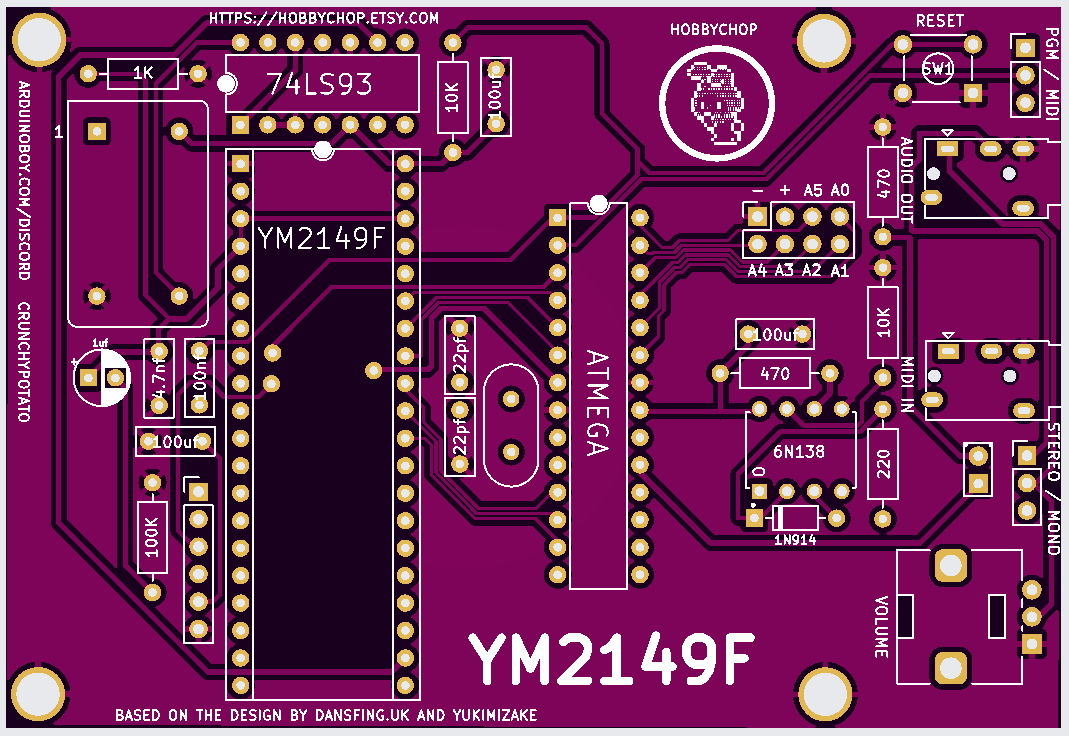 HTTPS://HOBBYCHOP.ETSY.COM
HOBBYCHOP
RESET
SW1
PGM / MIDI
1K
74LS93
10K
100uf
1
ARDUINOBOY.COM/DISCORD CRUNCHYPOTATO
YM2149F
470
AUDIO OUT
- + A5 A0
A4 A3 A2 A1
10K
1uf
+
4.7nf
100nf
100uf
22pf
22pf
ATMEGA
100uf
470
MIDI IN
6N138
O
220
1N914
STEREO / MONO
100K
VOLUME
YM2149F
BASED ON THE DESIGN BY DANSFING.UK AND YUKIMIZAKE